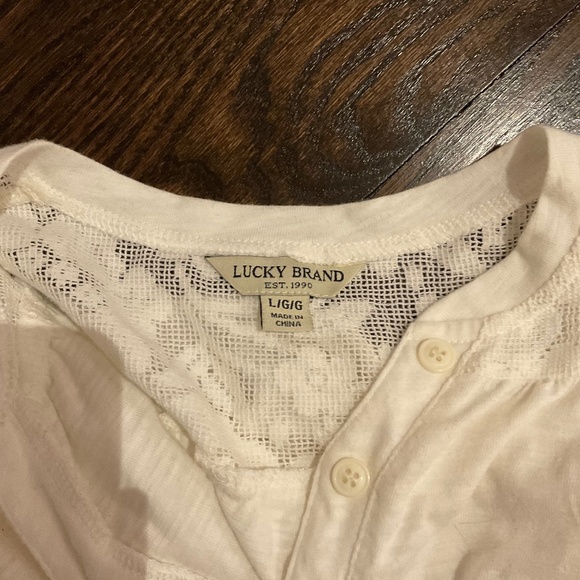 LUCKY BRAND
EST. 1990
L/G/G
MADE IN
CHINA